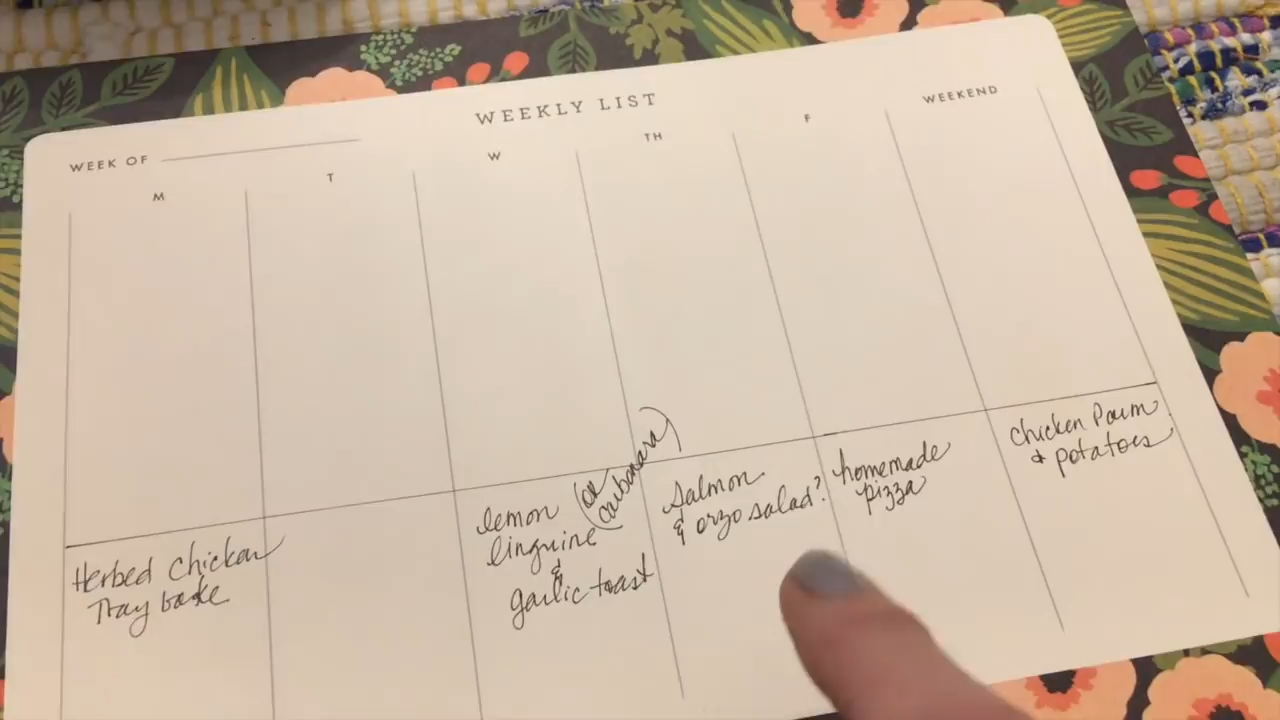 WEEKLY LIST
WEEK OF
M
T
W
TH
F
WEEKEND
Herbed Chicken
Tray bake
lemon (or
carbonara)
linguine
&
garlic toast
Salmon
& orzo salad?
homemade
pizza
Chicken Parm
& potatoes